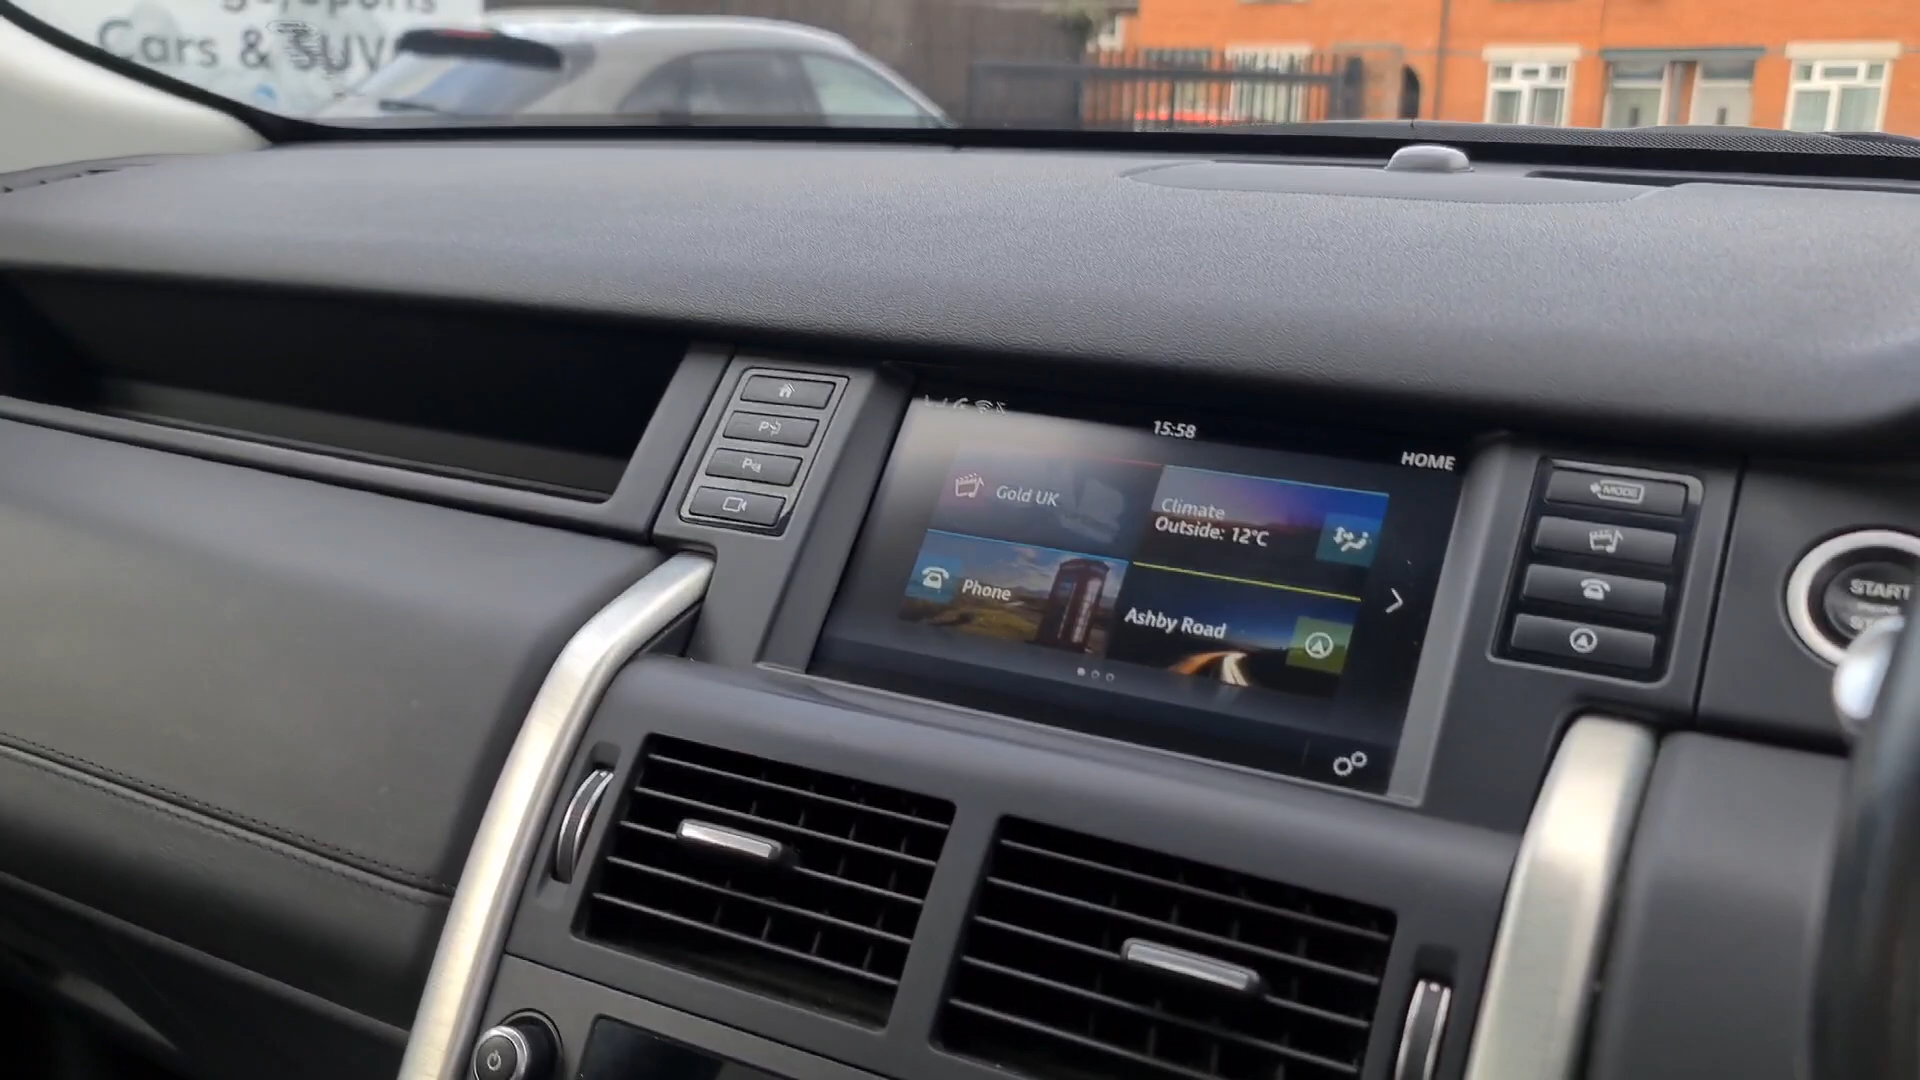 Cars & SUV
15:58
HOME
Gold UK
Climate
Outside: 12°C
Phone
Ashby Road
MODE
START